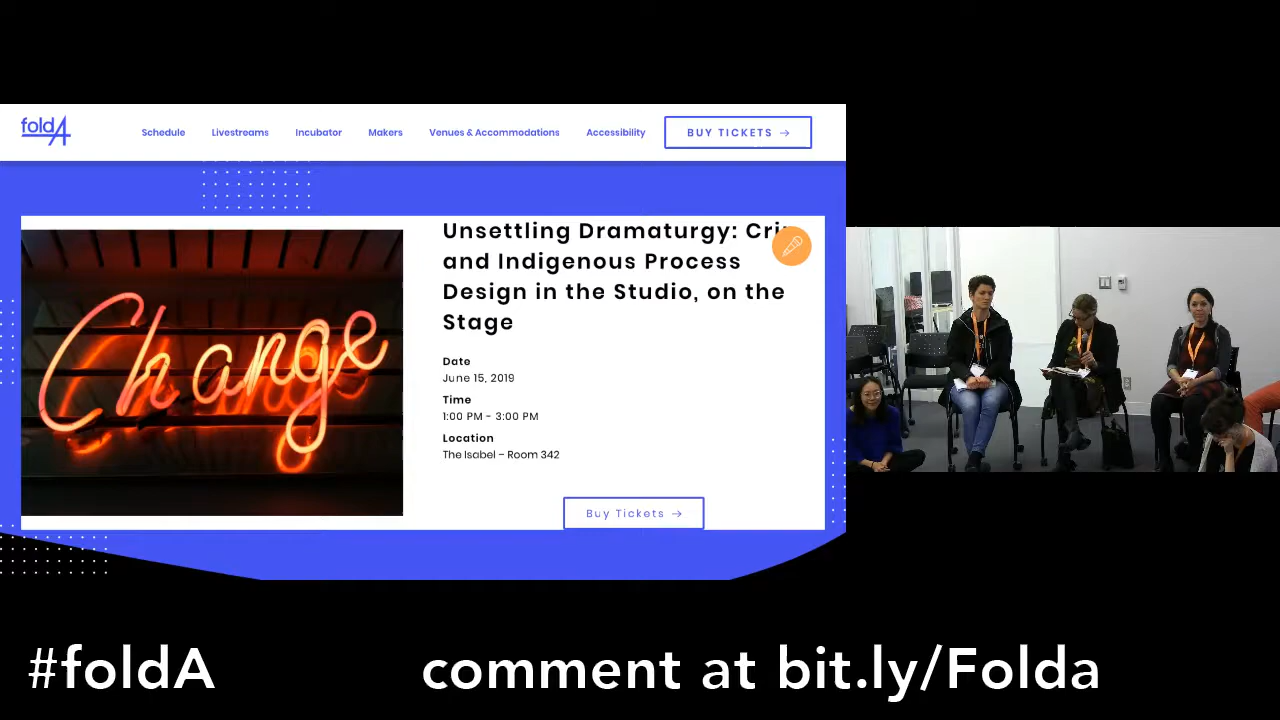 foldA
Schedule
Livestreams
Incubator
Makers
Venues & Accommodations
Accessibility
BUY TICKETS →
Change
Unsettling Dramaturgy: Crip
and Indigenous Process
Design in the Studio, on the
Stage
Date
June 15, 2019
Time
1:00 PM - 3:00 PM
Location
The Isabel – Room 342
Buy Tickets →
#foldA
comment at bit.ly/Folda